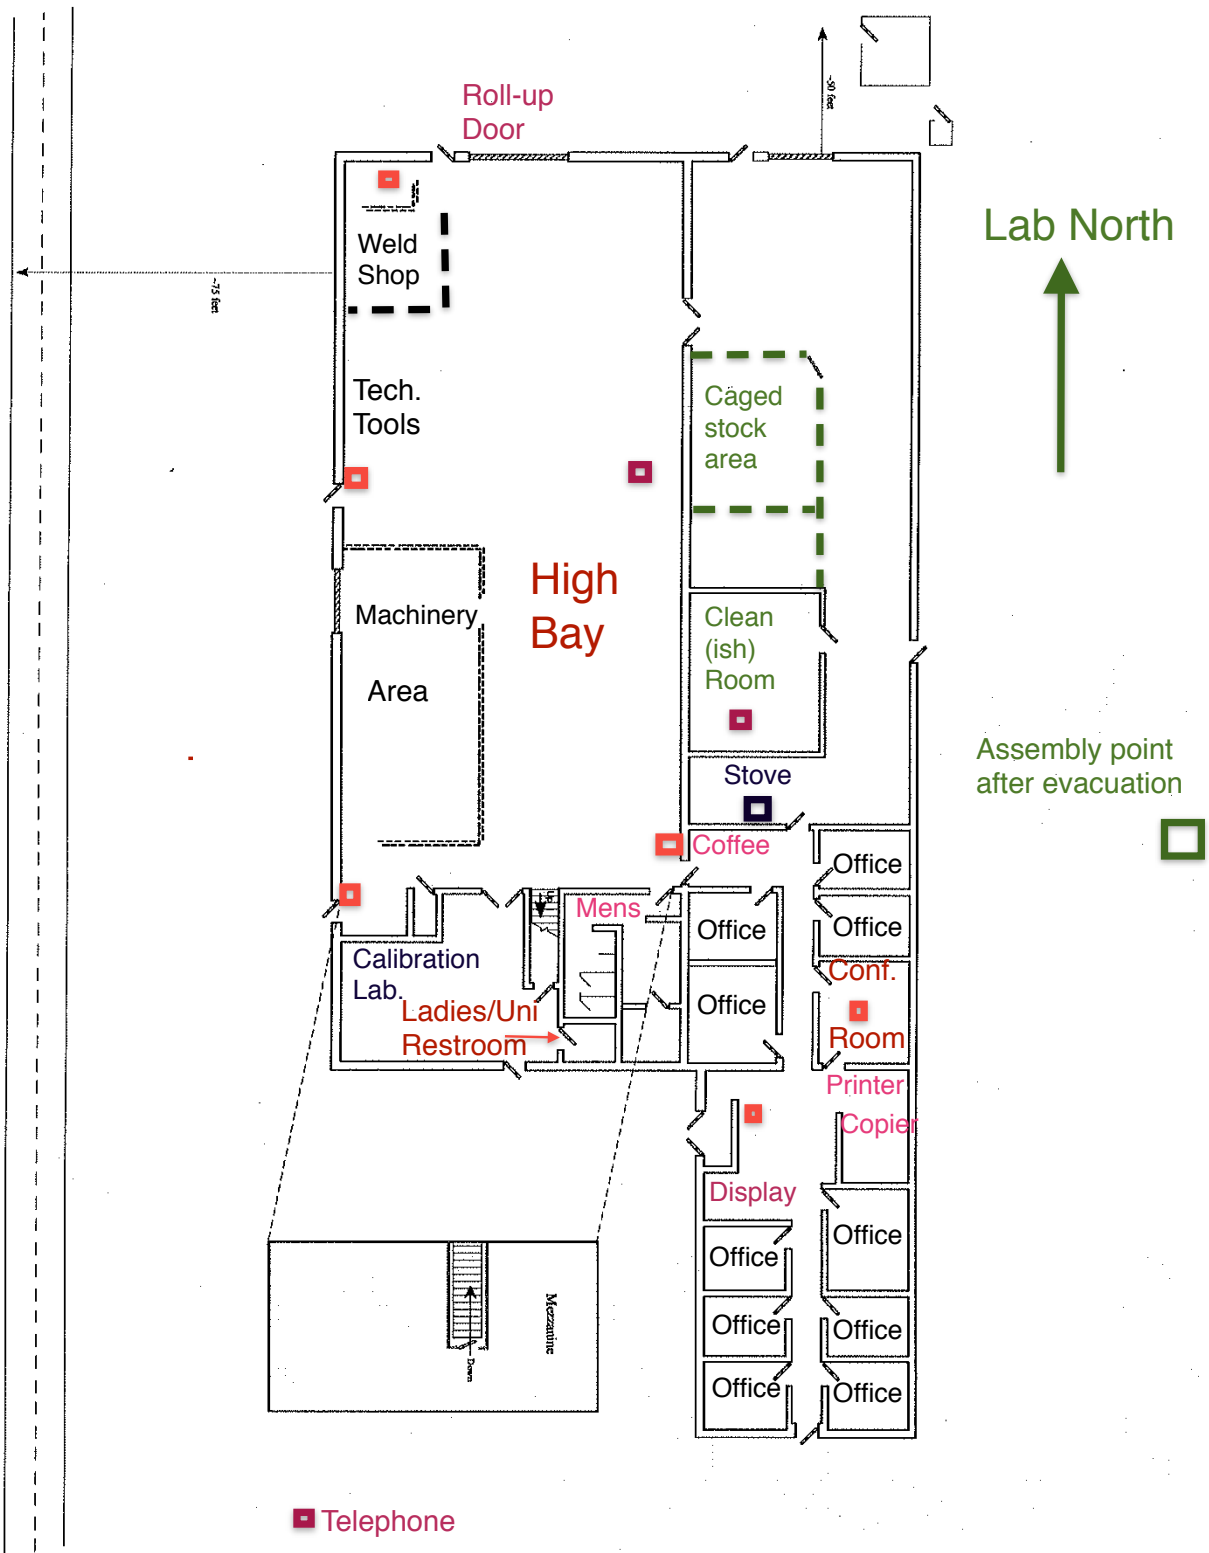 Roll-up
Door
~50 feet
Lab North
Weld
Shop
~75 feet
Tech.
Tools
Caged
stock
area
High
Bay
Machinery
Area
Clean
(ish)
Room
Assembly point
after evacuation
Stove
Coffee
Office
Up
Mens
Office
Office
Calibration
Lab.
Conf.
Room
Ladies/Uni
Restroom
Office
Printer
Copier
Display
Office
Office
Office
Office
Office
Office
Mezzanine
Down
Telephone